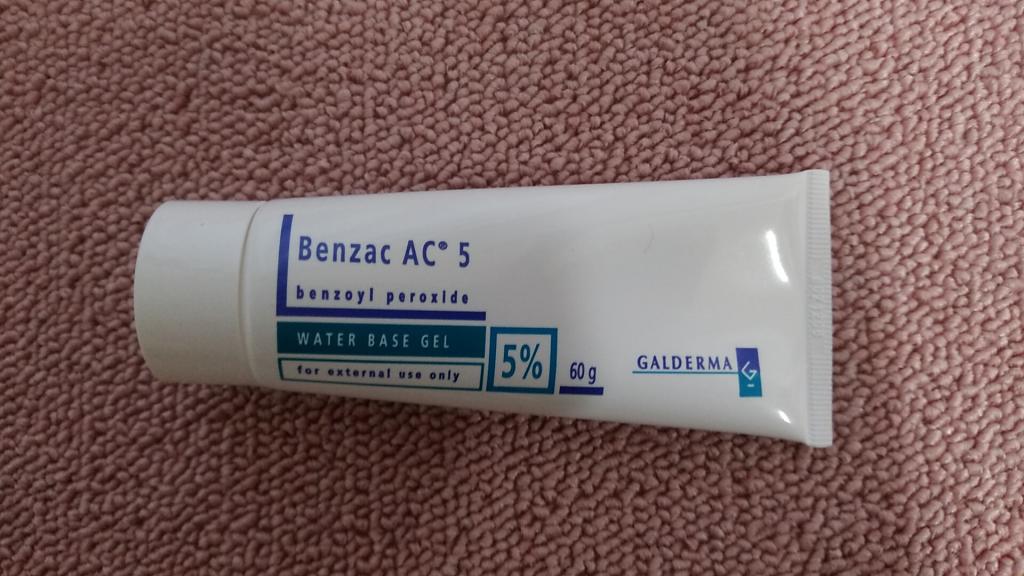 Benzac AC® 5
benzoyl peroxide
WATER BASE GEL
for external use only
5%
60 g
GALDERMA